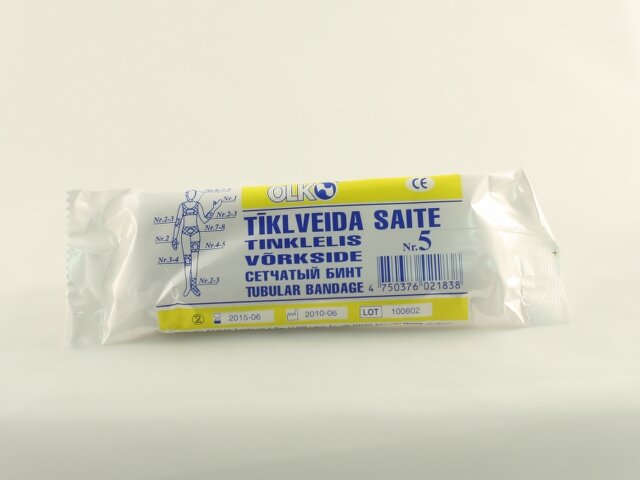 OLKO
CE
Nr.1
Nr.2-3
Nr.2-3
Nr.7-8
Nr.2
Nr.4-5
Nr.3-4
Nr.2-3
TĪKLVEIDA SAITE
TINKLELIS
Nr.5
VÕRKSIDE
СЕТЧАТЫЙ БИНТ
TUBULAR BANDAGE
4 750376 021838
2 2015-06 2010-06 LOT 100602